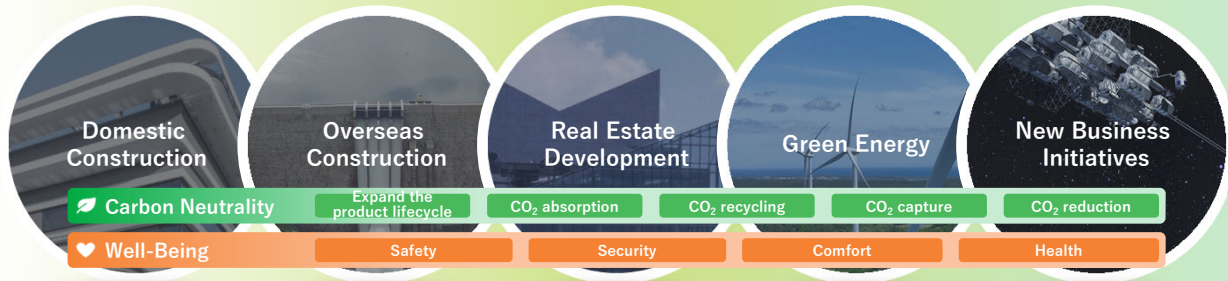 Domestic
Construction
Overseas
Construction
Real Estate
Development
Green Energy
New Business
Initiatives
Carbon Neutrality
Expand the
product lifecycle
CO₂ absorption
CO₂ recycling
CO₂ capture
CO₂ reduction
Well-Being
Safety
Security
Comfort
Health